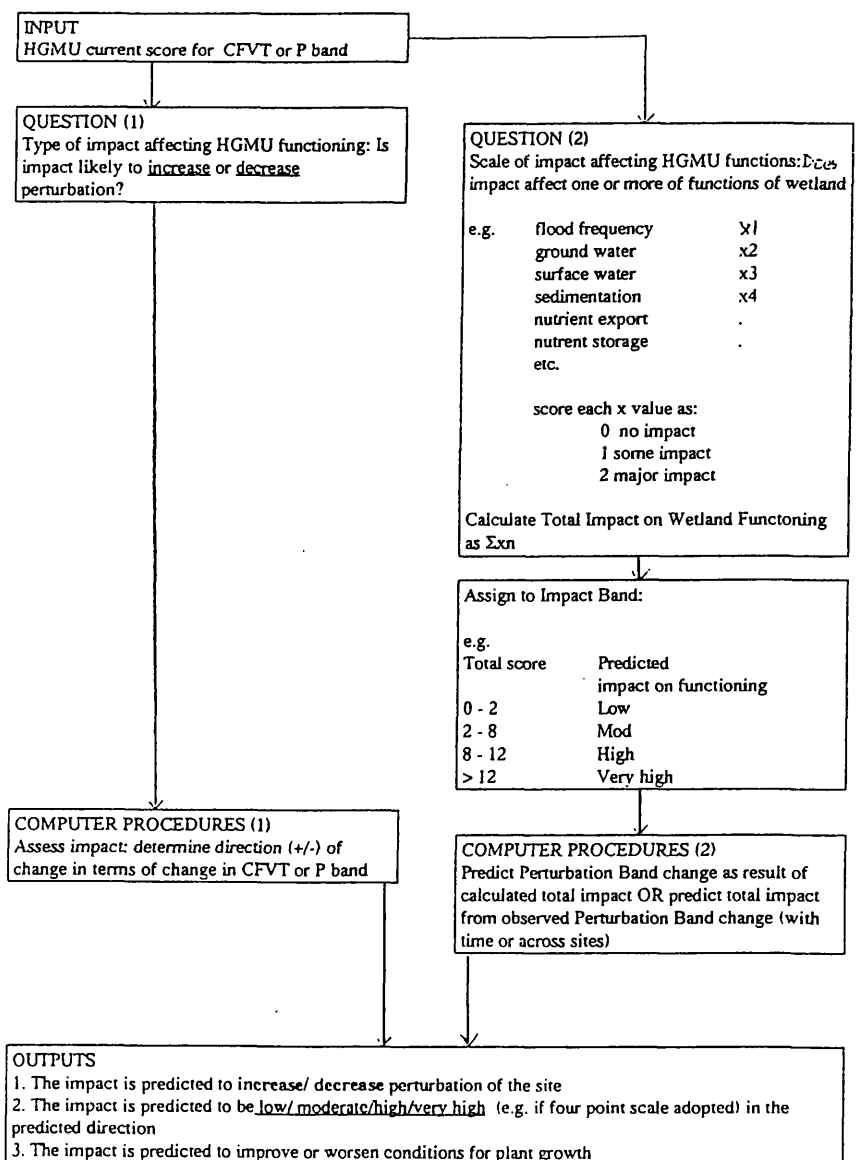 INPUT
HGMU current score for CFVT or P band
QUESTION (1)
Type of impact affecting HGMU functioning: Is
impact likely to increase or decrease
perturbation?
QUESTION (2)
Scale of impact affecting HGMU functions: Does
impact affect one or more of functions of wetland
e.g. flood frequency x1
ground water x2
surface water x3
sedimentation x4
nutrient export .
nutrent storage .
etc.
score each x value as:
0 no impact
1 some impact
2 major impact
Calculate Total Impact on Wetland Functoning
as Σxn
Assign to Impact Band:
e.g.
Total score Predicted
impact on functioning
0 - 2 Low
2 - 8 Mod
8 - 12 High
> 12 Very high
COMPUTER PROCEDURES (1)
Assess impact: determine direction (+/-) of
change in terms of change in CFVT or P band
COMPUTER PROCEDURES (2)
Predict Perturbation Band change as result of
calculated total impact OR predict total impact
from observed Perturbation Band change (with
time or across sites)
OUTPUTS
1. The impact is predicted to increase/ decrease perturbation of the site
2. The impact is predicted to be low/ moderate/high/very high (e.g. if four point scale adopted) in the
predicted direction
3. The impact is predicted to improve or worsen conditions for plant growth